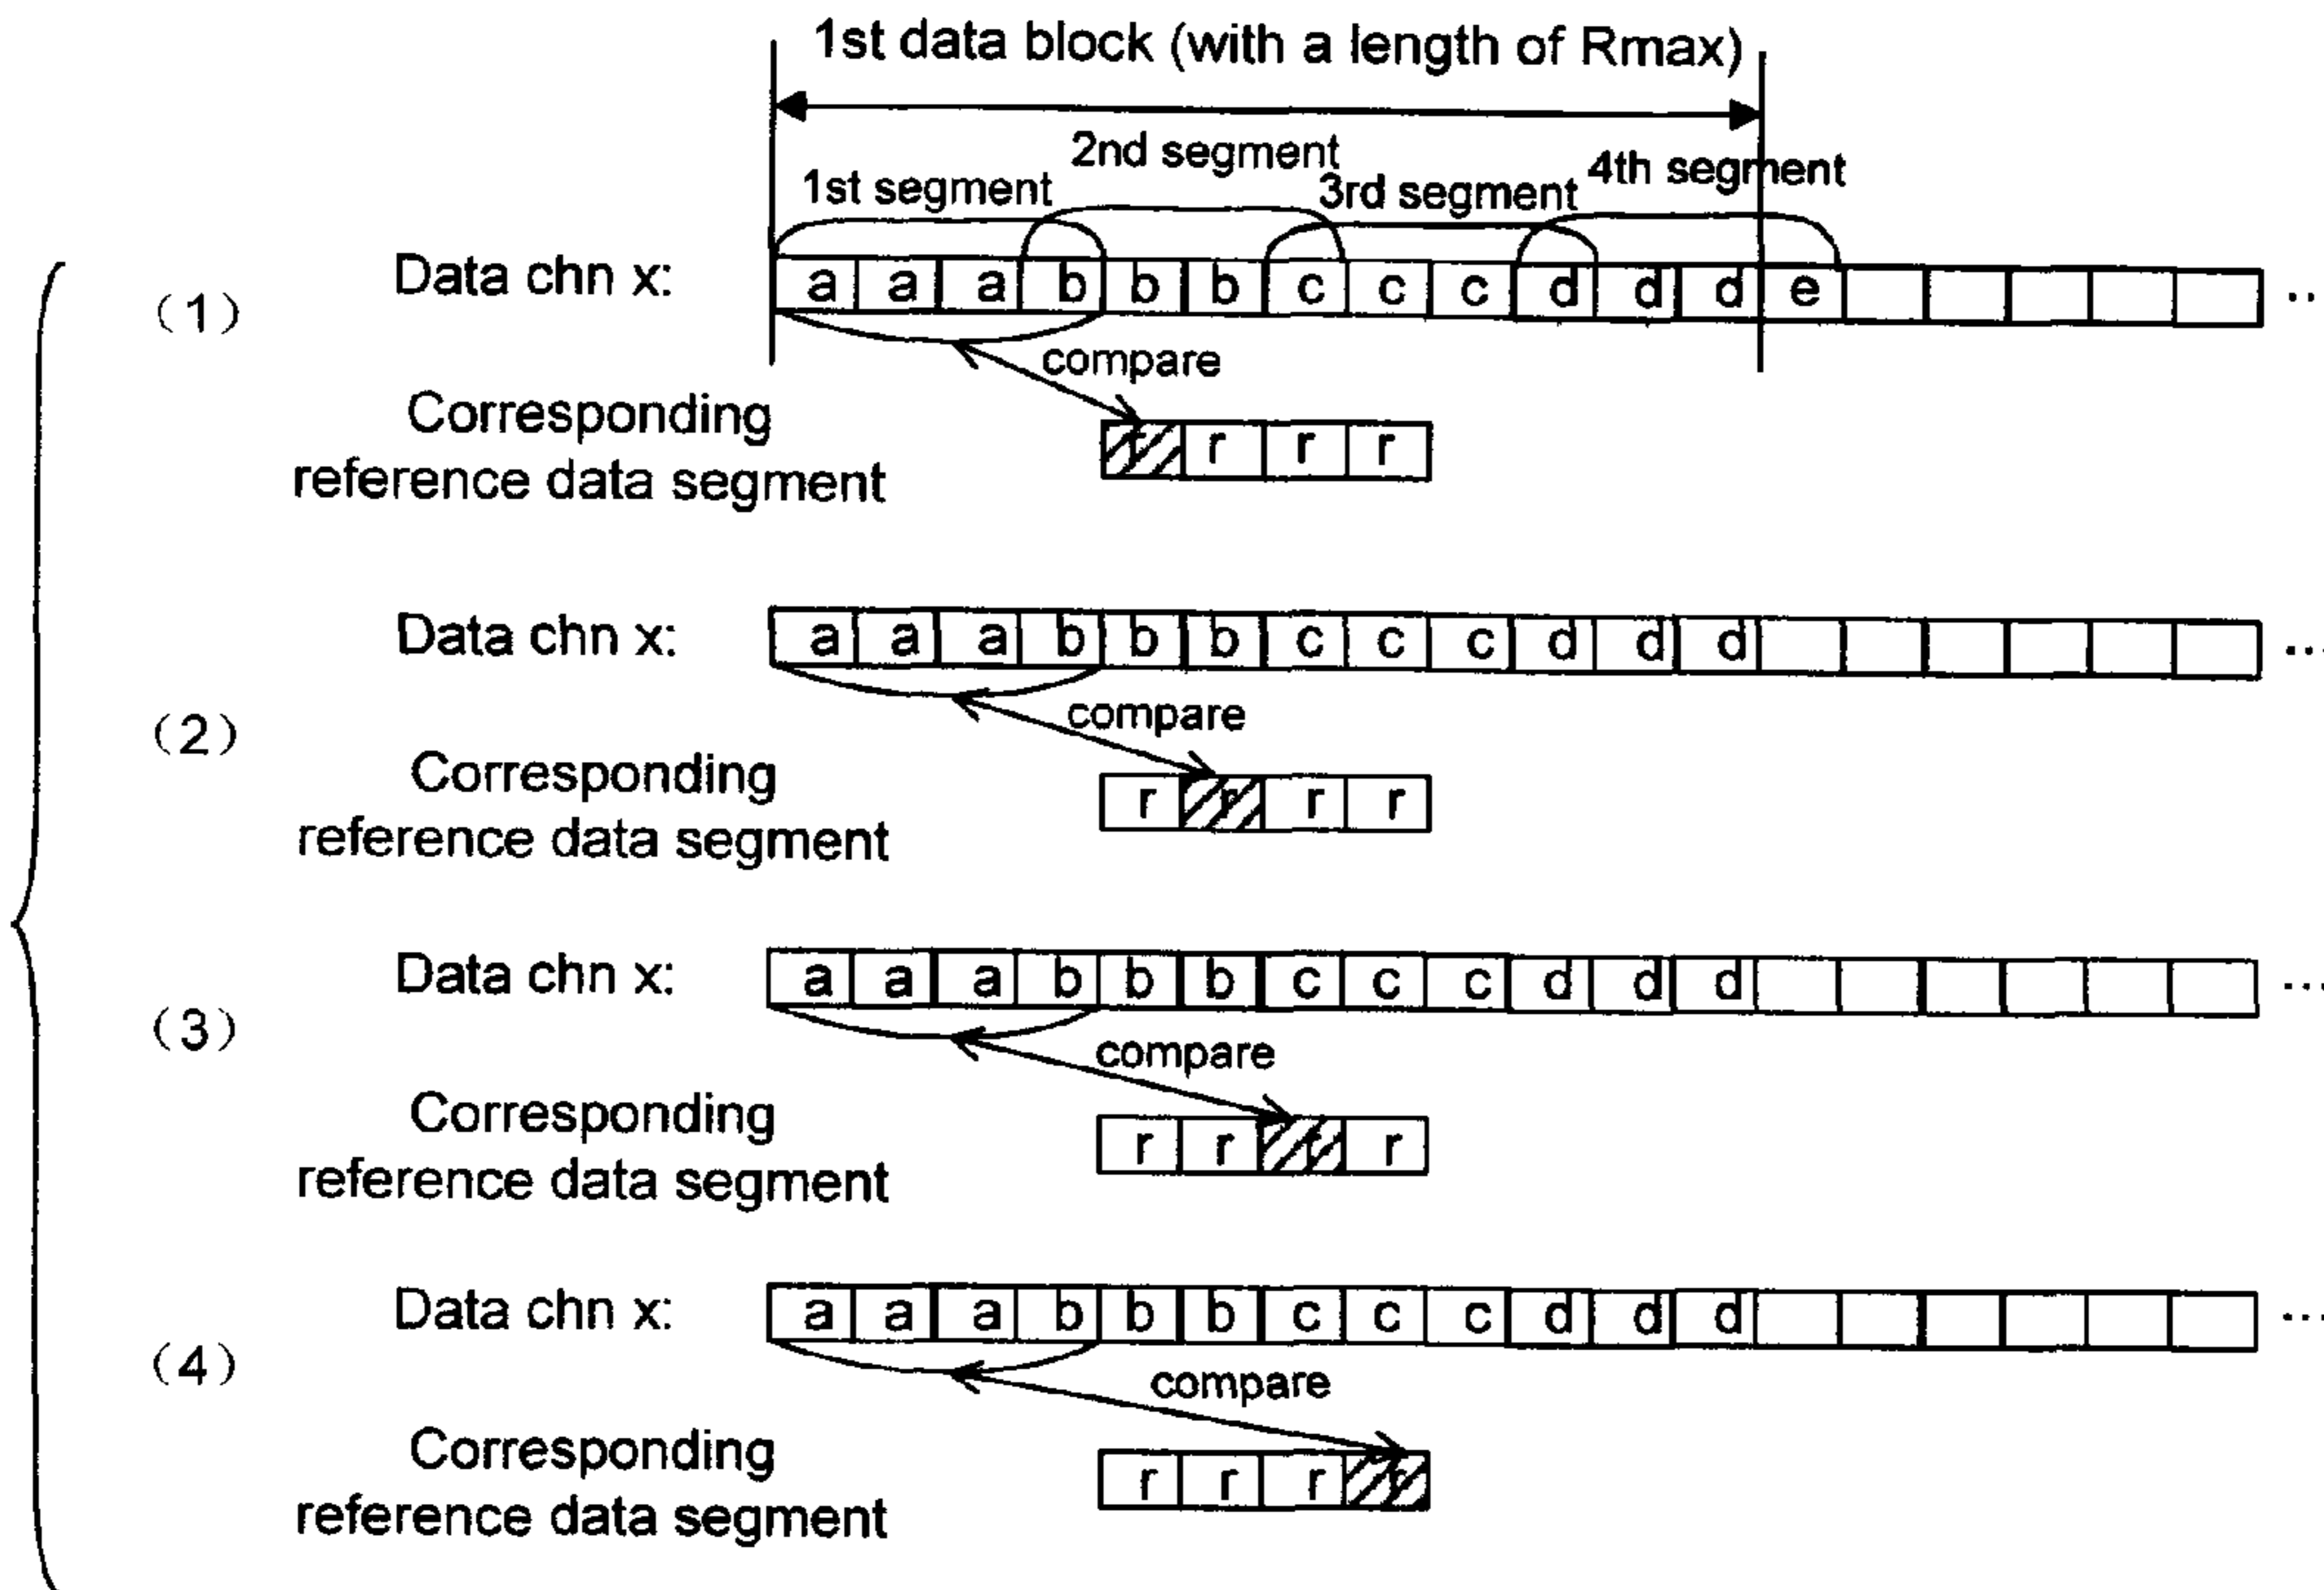 1st data block (with a length of Rmax)
2nd segment
4th segment
1st segment
3rd segment
(1)
Data chn x: a a a b b b c c c d d d e ..
compare
Corresponding
r r r
reference data segment
Data chn x: a a a b b b c c c d d d ...
(2)
compare
Corresponding
r r r r
reference data segment
Data chn x: a a a b b b c c c d d d ...
(3)
compare
Corresponding
r r r
reference data segment
Data chn x: a a a b b b c c c d d d ...
(4)
compare
Corresponding
r r r
reference data segment